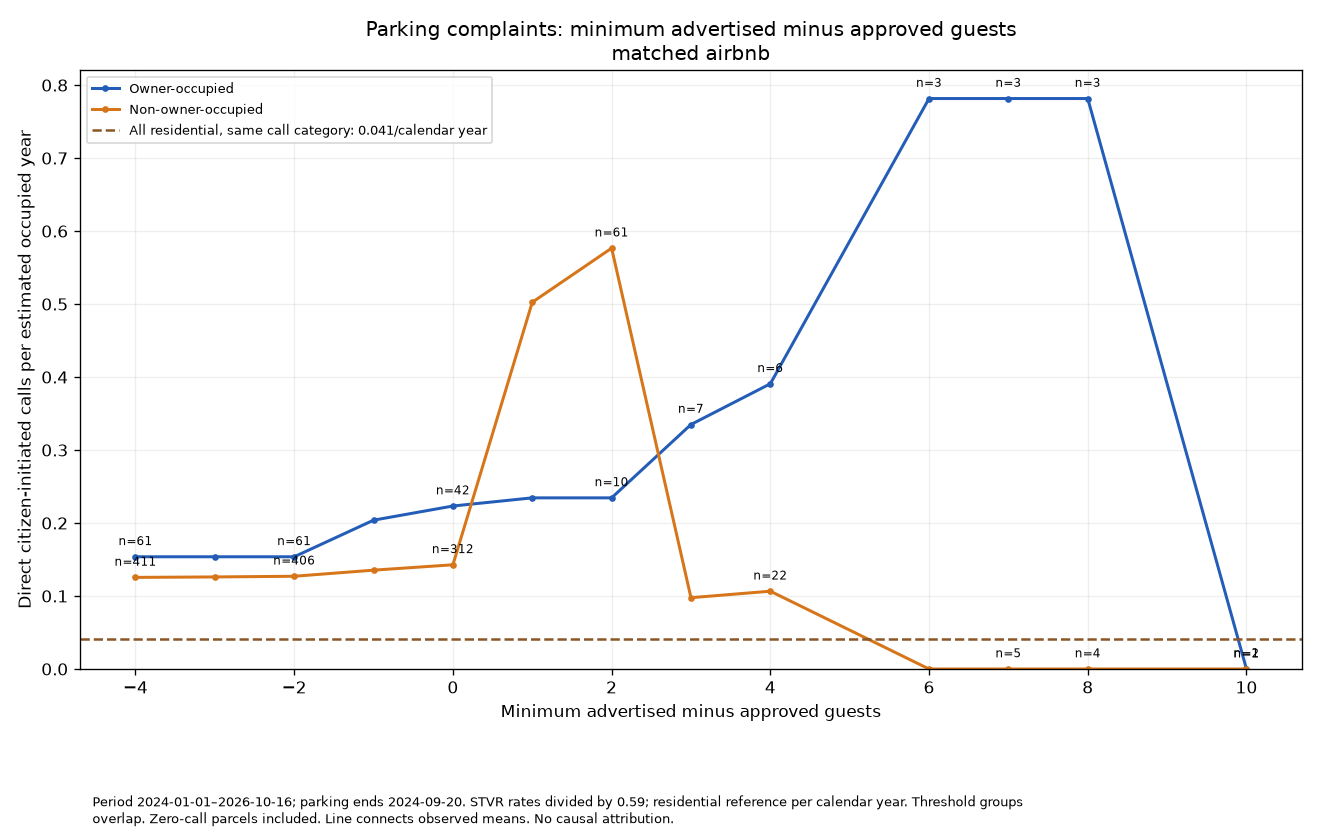 Parking complaints: minimum advertised minus approved guests
matched airbnb
Owner-occupied
Non-owner-occupied
All residential, same call category: 0.041/calendar year
Direct citizen-initiated calls per estimated occupied year
0.8
0.7
0.6
0.5
0.4
0.3
0.2
0.1
0.0
n=3
n=3
n=3
n=61
n=6
n=7
n=10
n=42
n=61
n=61
n=411
n=406
n=312
n=22
n=5
n=4
−4
−2
0
2
4
6
8
10
Minimum advertised minus approved guests
Period 2024-01-01–2026-10-16; parking ends 2024-09-20. STVR rates divided by 0.59; residential reference per calendar year. Threshold groups
overlap. Zero-call parcels included. Line connects observed means. No causal attribution.